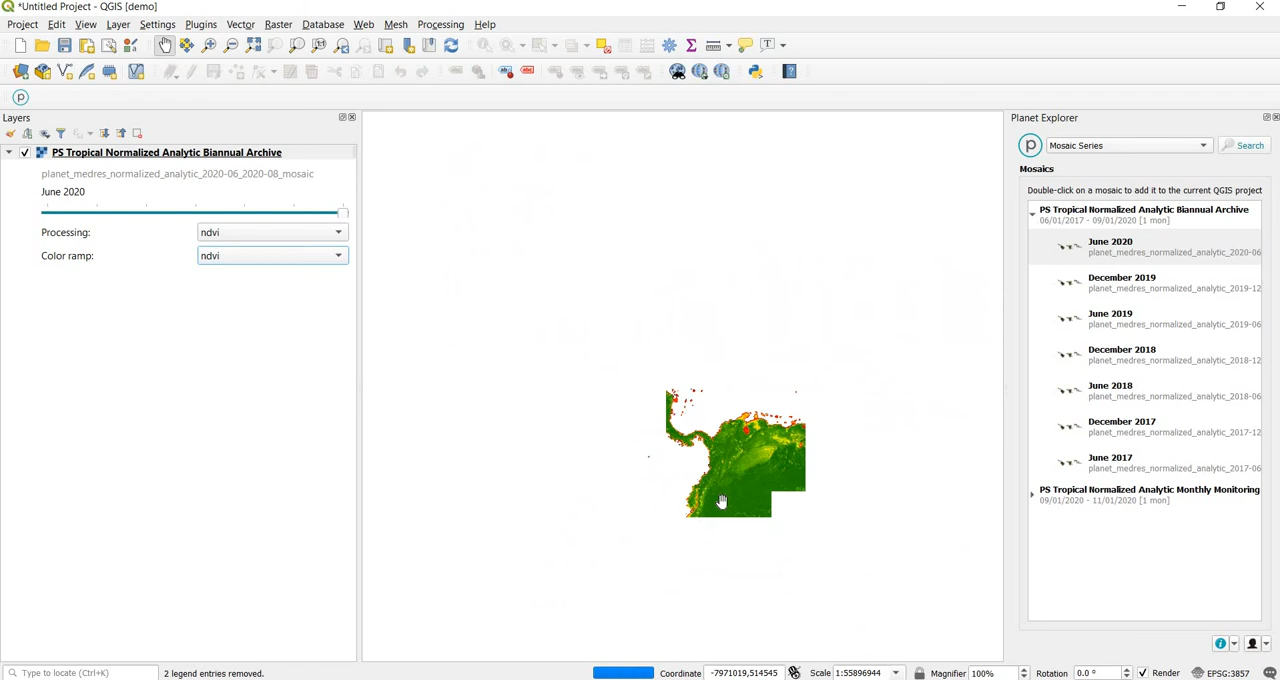 *Untitled Project - QGIS [demo]
Project Edit View Layer Settings Plugins Vector Raster Database Web Mesh Processing Help
Layers
PS Tropical Normalized Analytic Biannual Archive
planet_medres_normalized_analytic_2020-06_2020-08_mosaic
June 2020
Processing: ndvi
Color ramp: ndvi
Planet Explorer
Mosaic Series
Search
Mosaics
Double-click on a mosaic to add it to the current QGIS project
PS Tropical Normalized Analytic Biannual Archive
06/01/2017 - 09/01/2020 [1 mon]
June 2020
planet_medres_normalized_analytic_2020-06
December 2019
planet_medres_normalized_analytic_2019-12
June 2019
planet_medres_normalized_analytic_2019-06
December 2018
planet_medres_normalized_analytic_2018-12
June 2018
planet_medres_normalized_analytic_2018-06
December 2017
planet_medres_normalized_analytic_2017-12
June 2017
planet_medres_normalized_analytic_2017-06
PS Tropical Normalized Analytic Monthly Monitoring
09/01/2020 - 11/01/2020 [1 mon]
Type to locate (Ctrl+K) 2 legend entries removed. Coordinate -7971019,514545 Scale 1:55896944 Magnifier 100% Rotation 0.0 ° Render EPSG:3857